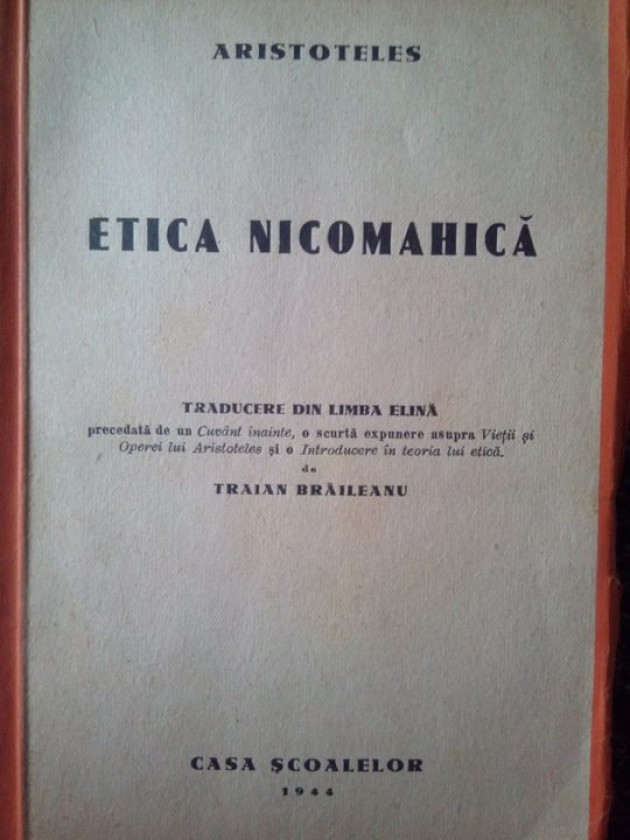 ARISTOTELES
ETICA NICOMAHICĂ
TRADUCERE DIN LIMBA ELINĂ
precedată de un Cuvânt înainte, o scurtă expunere asupra Vieții și
Operei lui Aristoteles și o Introducere în teoria lui etică.
de
TRAIAN BRĂILEANU
CASA ȘCOALELOR
1944